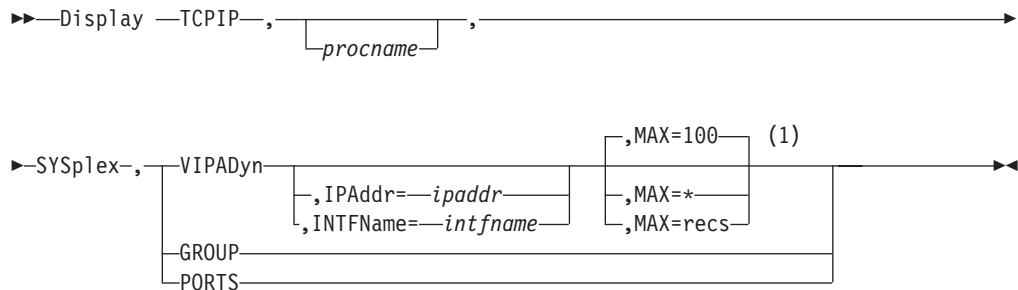 Display TCPIP , ,
procname
,MAX=100 (1)
SYSplex , VIPADyn
,IPAddr= ipaddr ,MAX=*
,INTFName= intfname ,MAX=recs
GROUP
PORTS